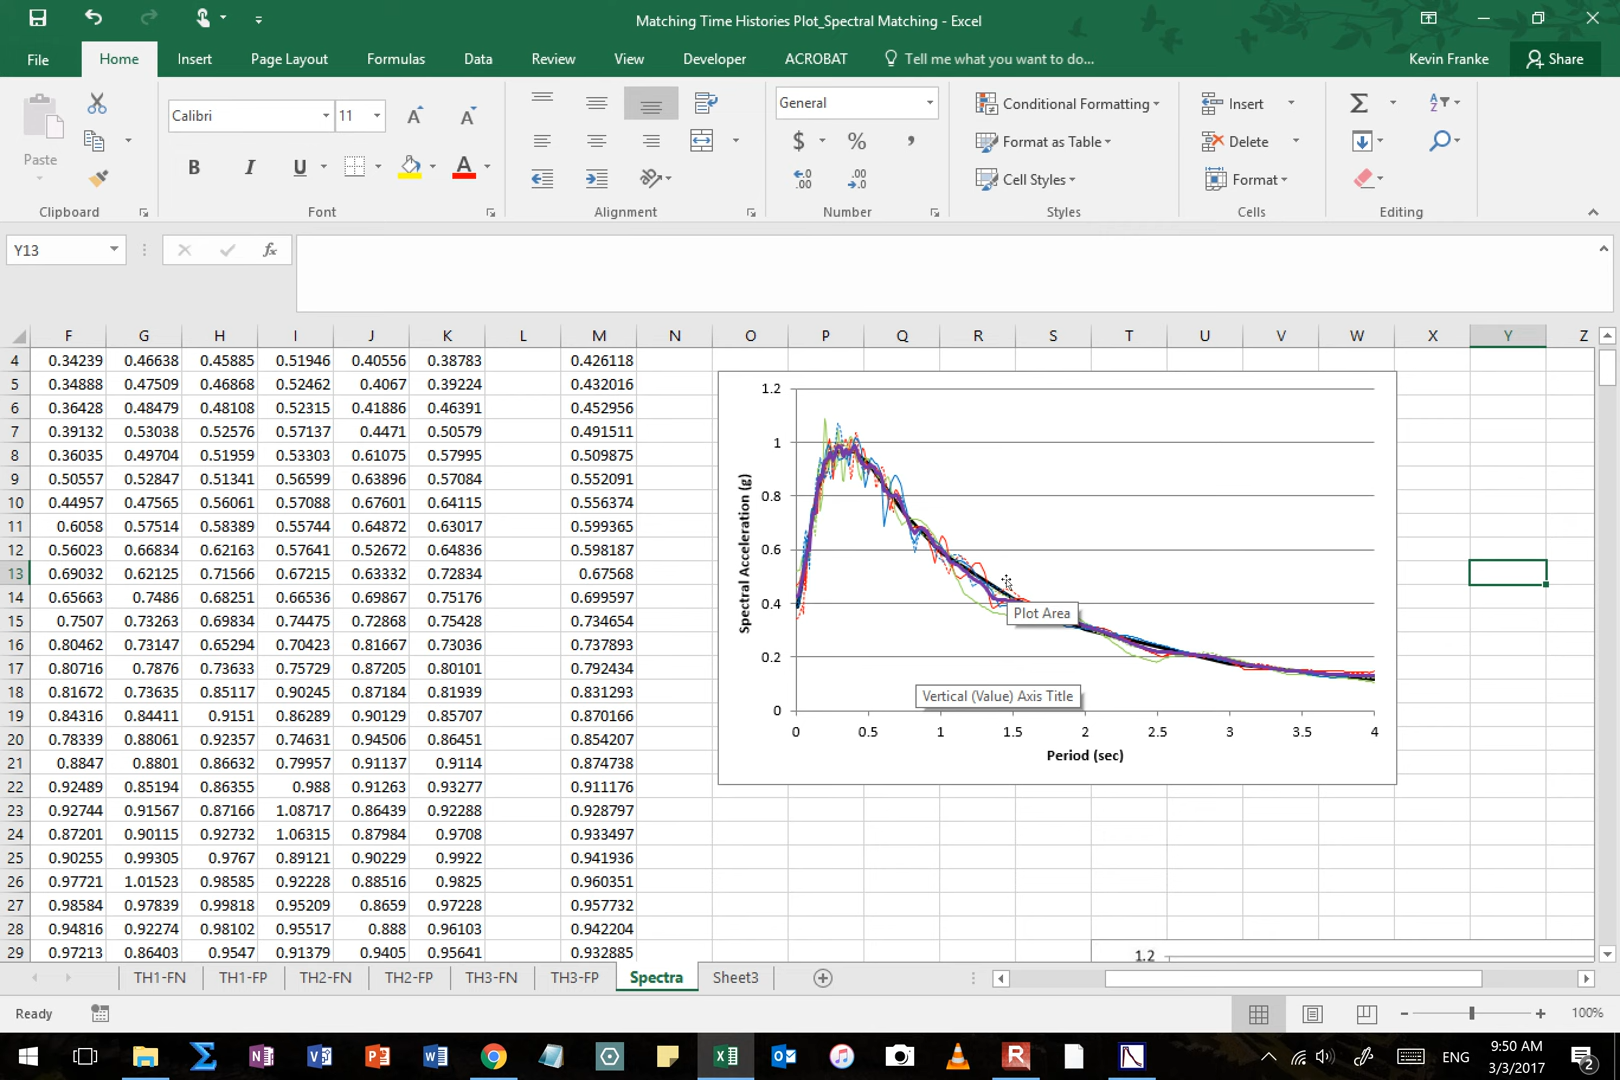 Matching Time Histories Plot_Spectral Matching - Excel
File Home Insert Page Layout Formulas Data Review View Developer ACROBAT Tell me what you want to do... Kevin Franke Share
Calibri 11 General Conditional Formatting Insert
Paste Format as Table Delete
Cell Styles Format
Clipboard Font Alignment Number Styles Cells Editing
Y13 fx
F G H I J K L M N O P Q R S T U V W X Y Z
4 0.34239 0.46638 0.45885 0.51946 0.40556 0.38783 0.426118
5 0.34888 0.47509 0.46868 0.52462 0.4067 0.39224 0.432016
6 0.36428 0.48479 0.48108 0.52315 0.41886 0.46391 0.452956
7 0.39132 0.53038 0.52576 0.57137 0.4471 0.50579 0.491511
8 0.36035 0.49704 0.51959 0.53303 0.61075 0.57995 0.509875
9 0.50557 0.52847 0.51341 0.56599 0.63896 0.57084 0.552091
10 0.44957 0.47565 0.56061 0.57088 0.67601 0.64115 0.556374
11 0.6058 0.57514 0.58389 0.55744 0.64872 0.63017 0.599365
12 0.56023 0.66834 0.62163 0.57641 0.52672 0.64836 0.598187
13 0.69032 0.62125 0.71566 0.67215 0.63332 0.72834 0.67568
14 0.65663 0.7486 0.68251 0.66536 0.69867 0.75176 0.699597
15 0.7507 0.73263 0.69834 0.74475 0.72868 0.75428 0.734654
16 0.80462 0.73147 0.65294 0.70423 0.81667 0.73036 0.737893
17 0.80716 0.7876 0.73633 0.75729 0.87205 0.80101 0.792434
18 0.81672 0.73635 0.85117 0.90245 0.87184 0.81939 0.831293
19 0.84316 0.84411 0.9151 0.86289 0.90129 0.85707 0.870166
20 0.78339 0.88061 0.92357 0.74631 0.94506 0.86451 0.854207
21 0.8847 0.8801 0.86632 0.79957 0.91137 0.9114 0.874738
22 0.92489 0.85194 0.86355 0.988 0.91263 0.93277 0.911176
23 0.92744 0.91567 0.87166 1.08717 0.86439 0.92288 0.928797
24 0.87201 0.90115 0.92732 1.06315 0.87984 0.9708 0.933497
25 0.90255 0.99305 0.9767 0.89121 0.90229 0.9922 0.941936
26 0.97721 1.01523 0.98585 0.92228 0.88516 0.9825 0.960351
27 0.98584 0.97839 0.99818 0.95209 0.8659 0.97228 0.957732
28 0.94816 0.92274 0.98102 0.95517 0.888 0.96103 0.942204
29 0.97213 0.86403 0.9547 0.91379 0.9405 0.95641 0.932885
1.2
1
0.8
0.6
0.4
0.2
0
Spectral Acceleration (g)
Plot Area
Vertical (Value) Axis Title
0 0.5 1 1.5 2 2.5 3 3.5 4
Period (sec)
1.2
TH1-FN TH1-FP TH2-FN TH2-FP TH3-FN TH3-FP Spectra Sheet3
Ready 100%
ENG 9:50 AM
3/3/2017
2